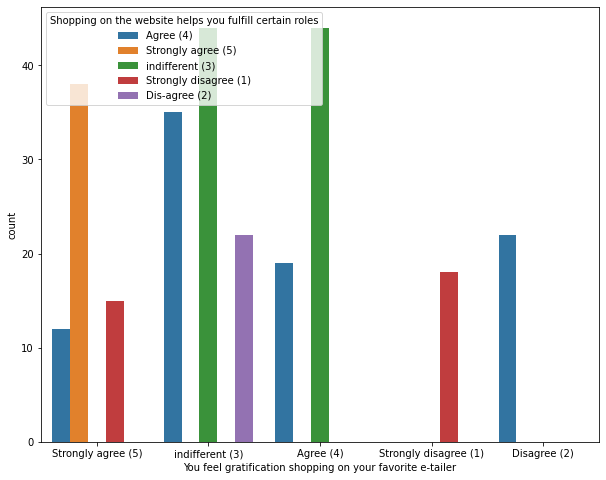 Shopping on the website helps you fulfill certain roles
Agree (4)
Strongly agree (5)
indifferent (3)
Strongly disagree (1)
Dis-agree (2)
40
30
20
10
0
count
Strongly agree (5) indifferent (3) Agree (4) Strongly disagree (1) Disagree (2)
You feel gratification shopping on your favorite e-tailer